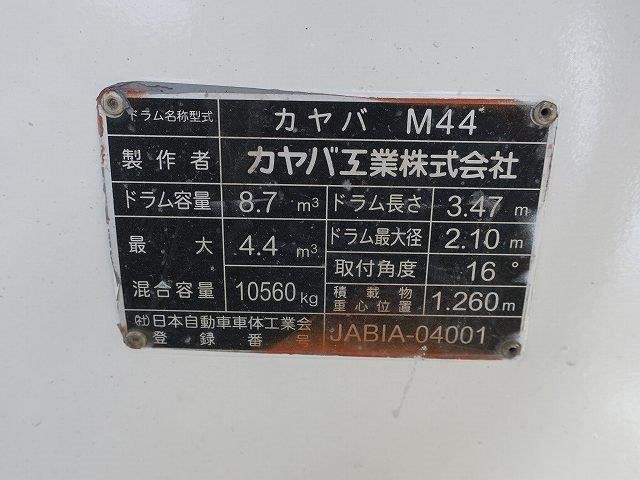 ドラム名称型式 カヤバ M44
製作者 カヤバ工業株式会社
ドラム容量 8.7 m³ ドラム長さ 3.47 m
最大 4.4 m³ ドラム最大径 2.10 m
混合容量 10560 kg 取付角度 16°
積載物重心位置 1.260 m
㈳日本自動車車体工業会
登録番号 JABIA-04001